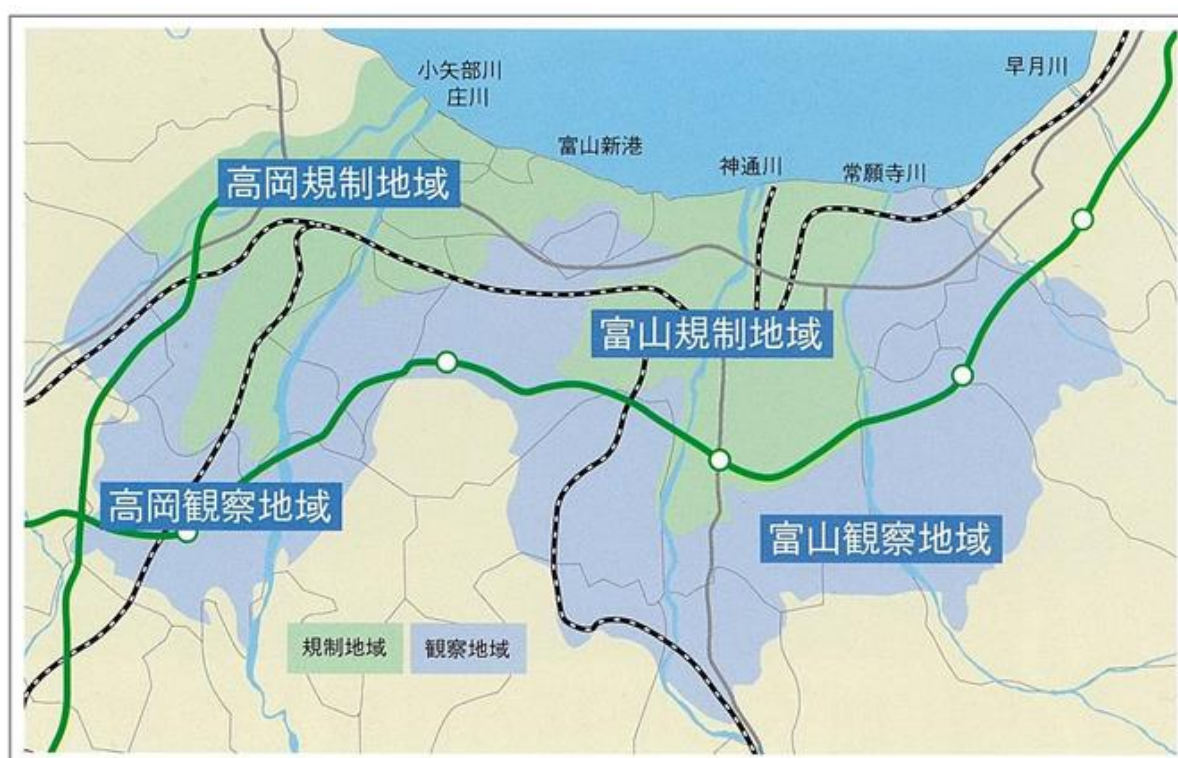 小矢部川
庄川
早月川
富山新港
神通川
常願寺川
高岡規制地域
富山規制地域
高岡観察地域
富山観察地域
規制地域
観察地域